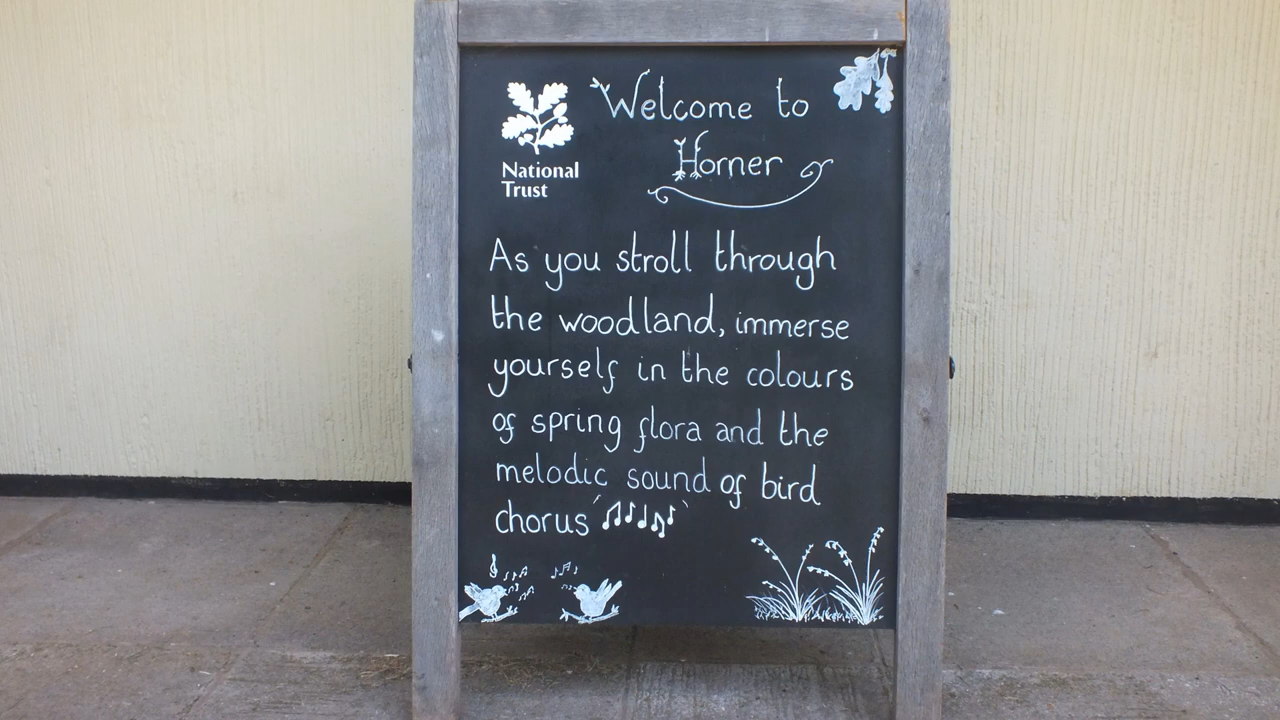 National
Trust
Welcome to
Horner
As you stroll through
the woodland, immerse
yourself in the colours
of spring flora and the
melodic sound of bird
chorus